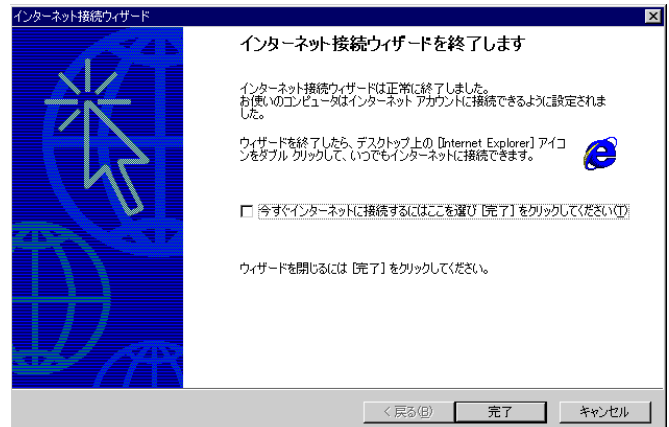 インターネット接続ウィザード
インターネット接続ウィザードを終了します
インターネット接続ウィザードは正常に終了しました。
お使いのコンピュータはインターネット アカウントに接続できるように設定されま
した。
ウィザードを終了したら、デスクトップ上の [Internet Explorer] アイコ
ンをダブル クリックして、いつでもインターネットに接続できます。
今すぐインターネットに接続するにはここを選び [完了] をクリックしてください(T)
ウィザードを閉じるには [完了] をクリックしてください。
< 戻る(B)
完了
キャンセル